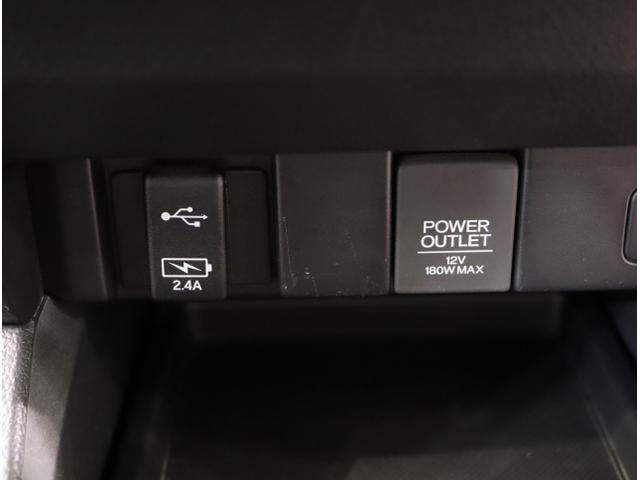 2.4A
POWER
OUTLET
12V
180W MAX